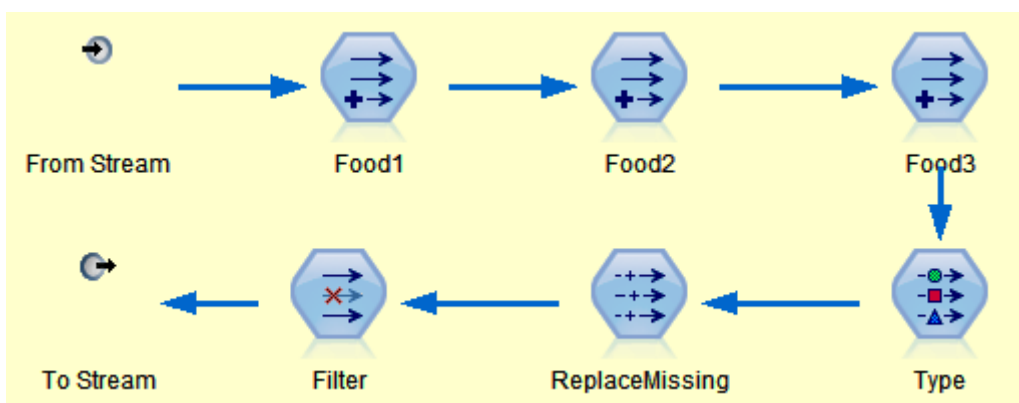 From Stream
Food1
Food2
Food3
To Stream
Filter
ReplaceMissing
Type